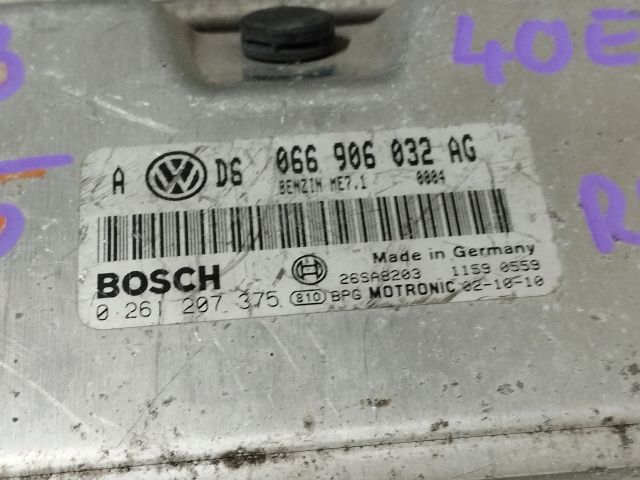 40E
A D6 066 906 032 AG
BENZIN ME7.1 0004
Made in Germany
BOSCH 26SA8203 1159 0559
0 261 207 375 810 BPG MOTRONIC 02-10-10